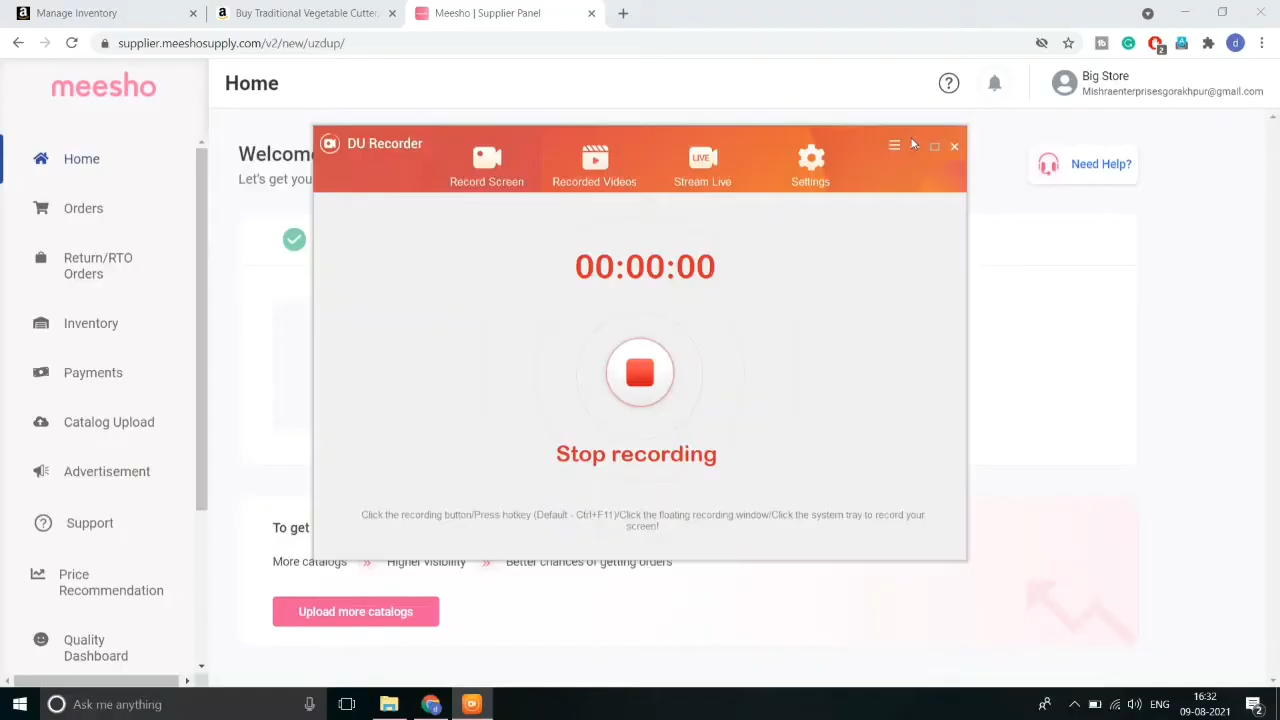 Manage Inventory
Buy Traditional Vegetable Cutter,
Meesho | Supplier Panel
supplier.meeshosupply.com/v2/new/uzdup/
2
d
meesho
Home
Big Store
Mishraenterprisesgorakhpur@gmail.com
Home
Orders
Return/RTO
Orders
Inventory
Payments
Catalog Upload
Advertisement
Support
Price
Recommendation
Quality
Dashboard
Welcome
Let's get you
Need Help?
DU Recorder
Record Screen
Recorded Videos
LIVE
Stream Live
Settings
00:00:00
Stop recording
Click the recording button/Press hotkey (Default - Ctrl+F11)/Click the floating recording window/Click the system tray to record your
screen!
To get
More catalogs » Higher visibility » Better chances of getting orders
Upload more catalogs
Ask me anything
ENG
16:32
09-08-2021
2